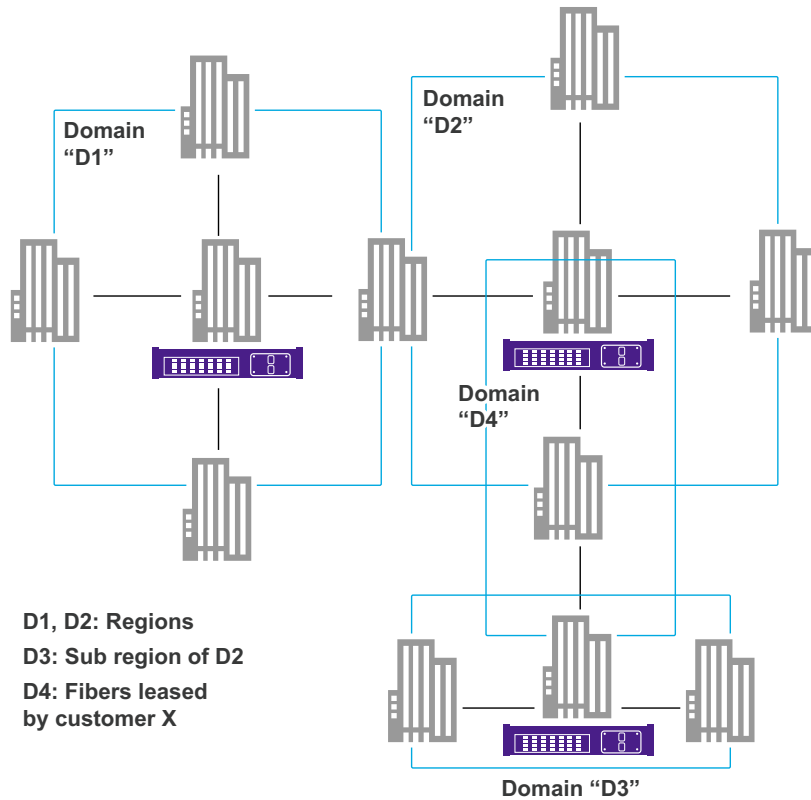 Domain
“D1”
Domain
“D2”
Domain
“D4”
D1, D2: Regions
D3: Sub region of D2
D4: Fibers leased
by customer X
Domain “D3”